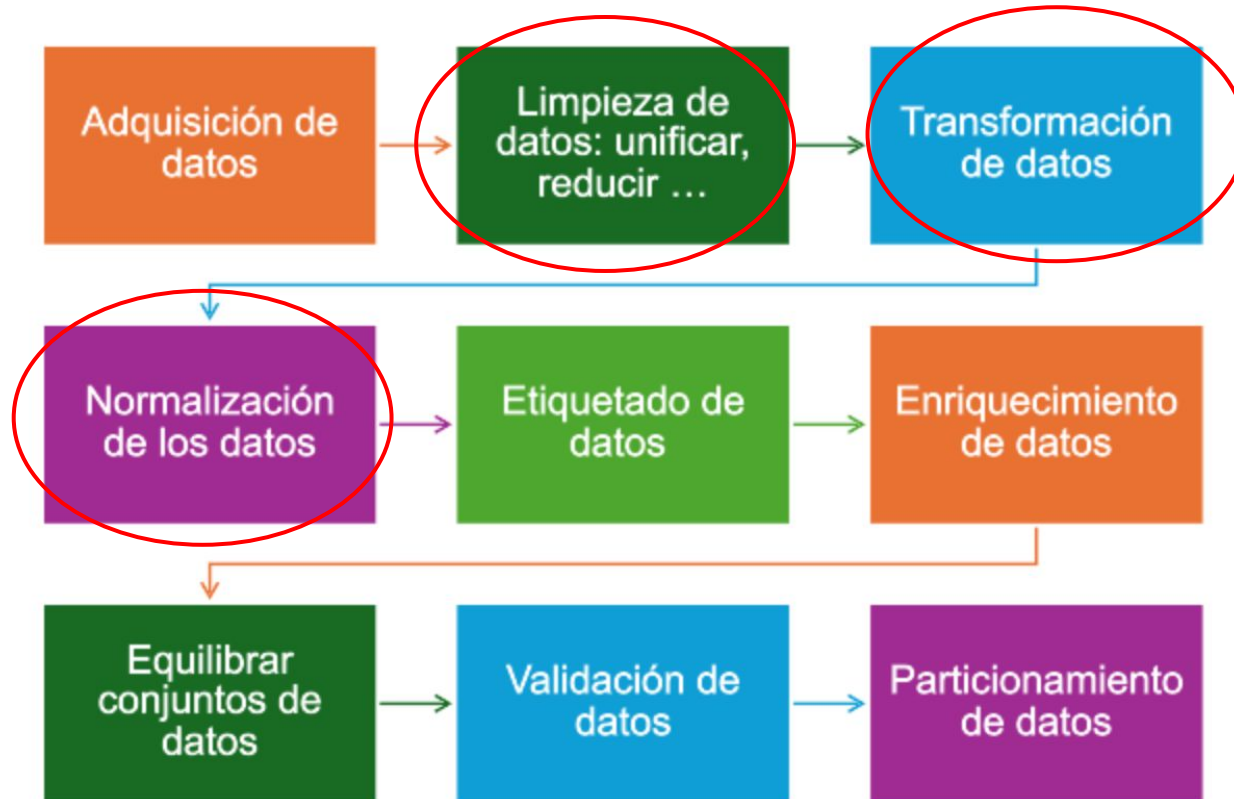 Adquisición de
datos
Limpieza de
datos: unificar,
reducir ...
Transformación
de datos
Normalización
de los datos
Etiquetado de
datos
Enriquecimiento
de datos
Equilibrar
conjuntos de
datos
Validación de
datos
Particionamiento
de datos